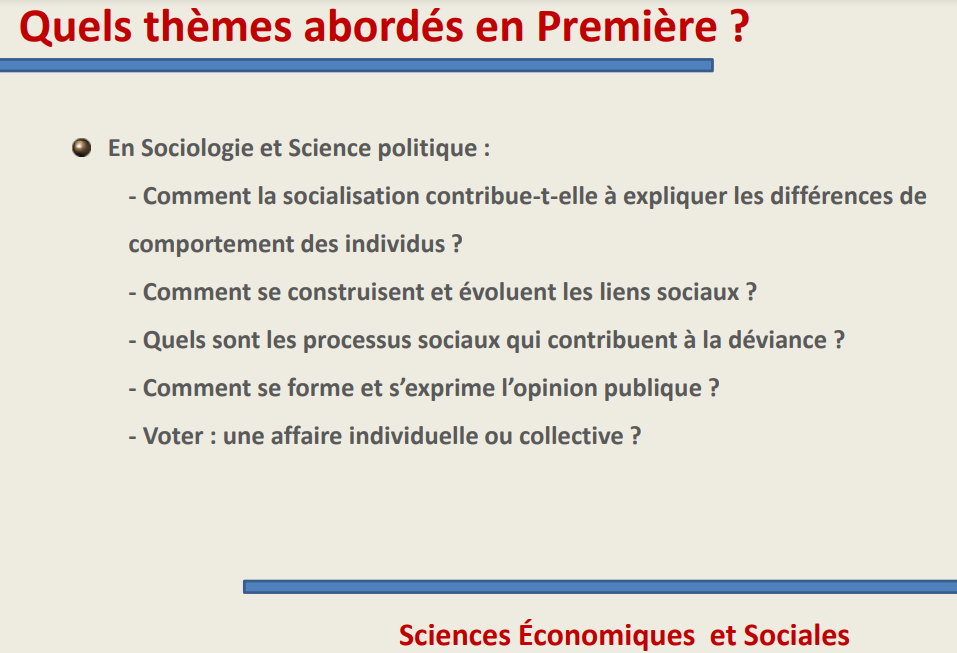 Quels thèmes abordés en Première ?
En Sociologie et Science politique :
- Comment la socialisation contribue-t-elle à expliquer les différences de
comportement des individus ?
- Comment se construisent et évoluent les liens sociaux ?
- Quels sont les processus sociaux qui contribuent à la déviance ?
- Comment se forme et s’exprime l’opinion publique ?
- Voter : une affaire individuelle ou collective ?
Sciences Économiques et Sociales